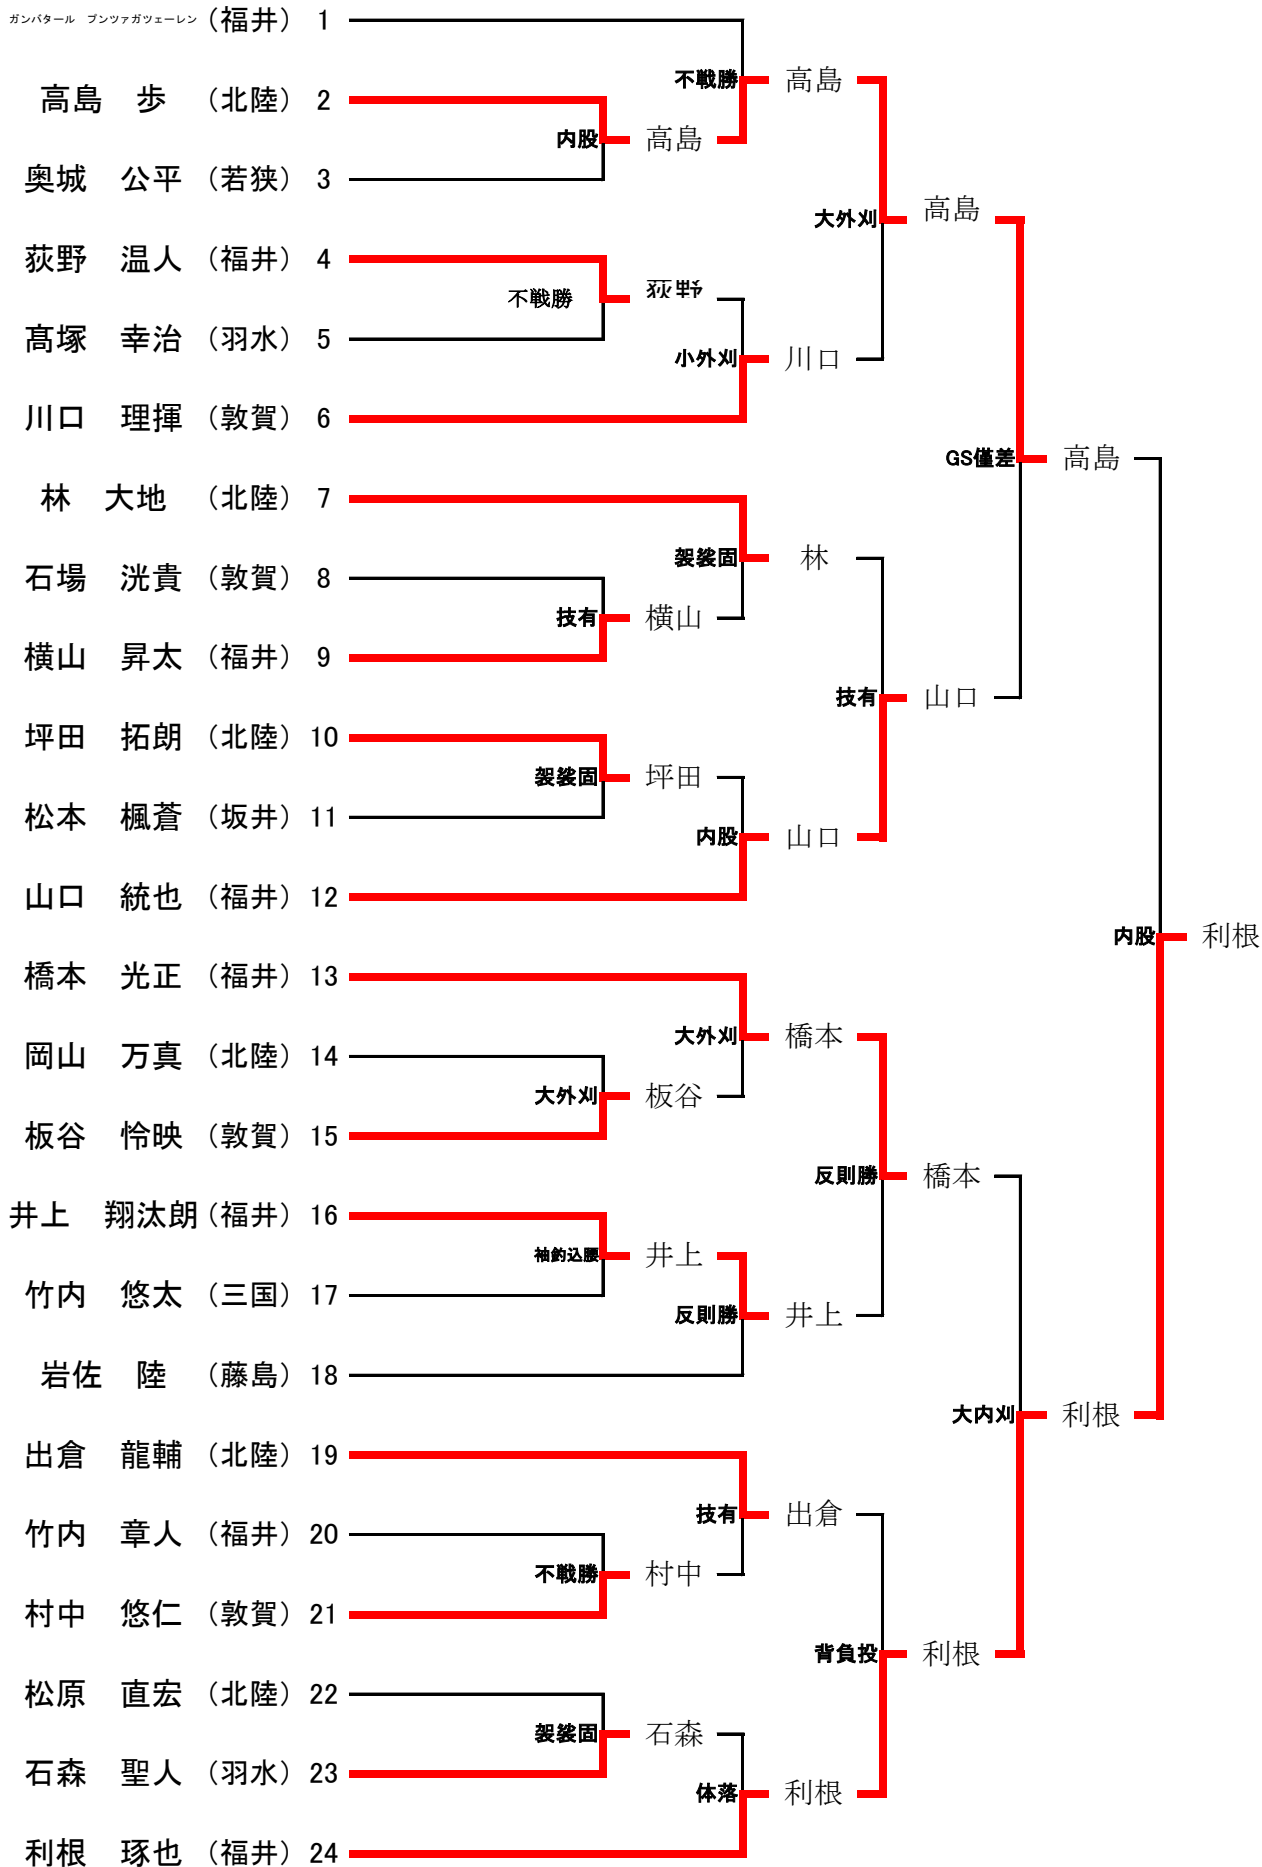 ガンバタール　プンツァガツェーレン（福井） 1
不戦勝 高島
高島　歩 （北陸） 2
内股 高島
奥城　公平 （若狭） 3
大外刈 高島
荻野　温人 （福井） 4
不戦勝 荻野
髙塚　幸治 （羽水） 5
小外刈 川口
川口　理揮 （敦賀） 6
GS僅差 高島
林　大地 （北陸） 7
袈裟固 林
石場　洸貴 （敦賀） 8
技有 横山
横山　昇太 （福井） 9
技有 山口
坪田　拓朗 （北陸） 10
袈裟固 坪田
松本　楓蒼 （坂井） 11
内股 山口
山口　統也 （福井） 12
内股 利根
橋本　光正 （福井） 13
大外刈 橋本
岡山　万真 （北陸） 14
大外刈 板谷
板谷　怜映 （敦賀） 15
反則勝 橋本
井上　翔汰朗 （福井） 16
袖釣込腰 井上
竹内　悠太 （三国） 17
反則勝 井上
岩佐　陸 （藤島） 18
大内刈 利根
出倉　龍輔 （北陸） 19
技有 出倉
竹内　章人 （福井） 20
不戦勝 村中
村中　悠仁 （敦賀） 21
背負投 利根
松原　直宏 （北陸） 22
袈裟固 石森
石森　聖人 （羽水） 23
体落 利根
利根　琢也 （福井） 24